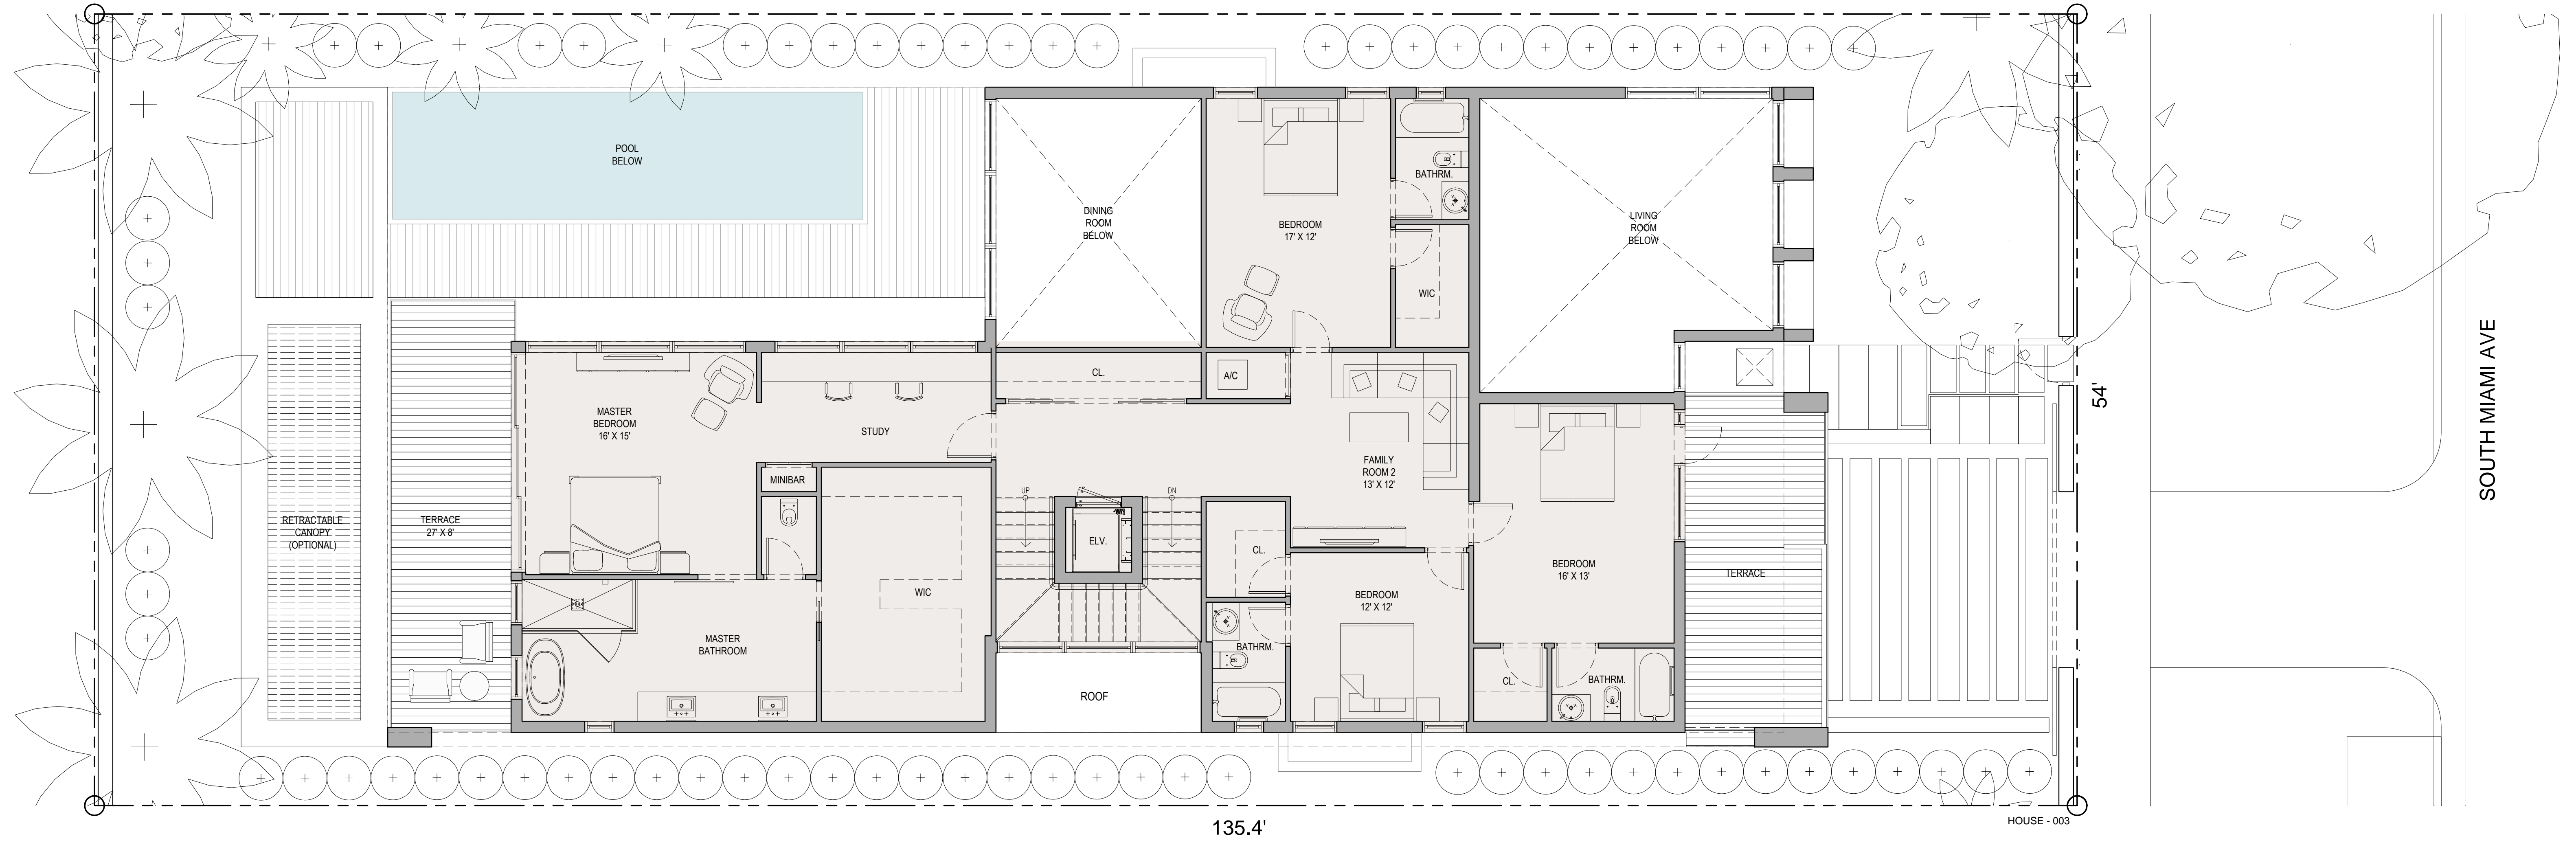 POOL
BELOW
DINING
ROOM
BELOW
BEDROOM
17' X 12'
BATHRM.
WIC
LIVING
ROOM
BELOW
CL.
A/C
MASTER
BEDROOM
16' X 15'
STUDY
MINIBAR
FAMILY
ROOM 2
13' X 12'
UP
DN
ELV.
RETRACTABLE
CANOPY
(OPTIONAL)
TERRACE
27' X 8'
WIC
CL.
BEDROOM
12' X 12'
BEDROOM
16' X 13'
TERRACE
MASTER
BATHROOM
BATHRM.
ROOF
CL.
BATHRM.
54'
SOUTH MIAMI AVE
135.4'
HOUSE - 003